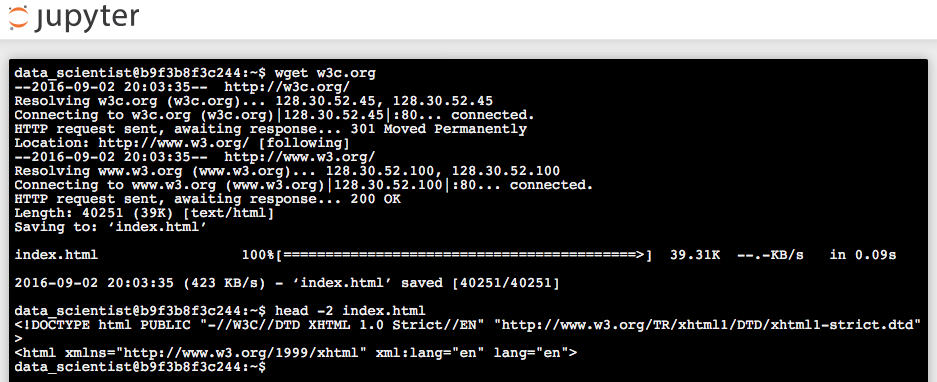 jupyter
data_scientist@b9f3b8f3c244:~$ wget w3c.org
--2016-09-02 20:03:35--  http://w3c.org/
Resolving w3c.org (w3c.org)... 128.30.52.45, 128.30.52.45
Connecting to w3c.org (w3c.org)|128.30.52.45|:80... connected.
HTTP request sent, awaiting response... 301 Moved Permanently
Location: http://www.w3.org/ [following]
--2016-09-02 20:03:35--  http://www.w3.org/
Resolving www.w3.org (www.w3.org)... 128.30.52.100, 128.30.52.100
Connecting to www.w3.org (www.w3.org)|128.30.52.100|:80... connected.
HTTP request sent, awaiting response... 200 OK
Length: 40251 (39K) [text/html]
Saving to: ‘index.html’
index.html                 100%[===========================================>]  39.31K  --.-KB/s   in 0.09s
2016-09-02 20:03:35 (423 KB/s) - ‘index.html’ saved [40251/40251]
data_scientist@b9f3b8f3c244:~$ head -2 index.html
<!DOCTYPE html PUBLIC "-//W3C//DTD XHTML 1.0 Strict//EN" "http://www.w3.org/TR/xhtml1/DTD/xhtml1-strict.dtd"
>
<html xmlns="http://www.w3.org/1999/xhtml" xml:lang="en" lang="en">
data_scientist@b9f3b8f3c244:~$